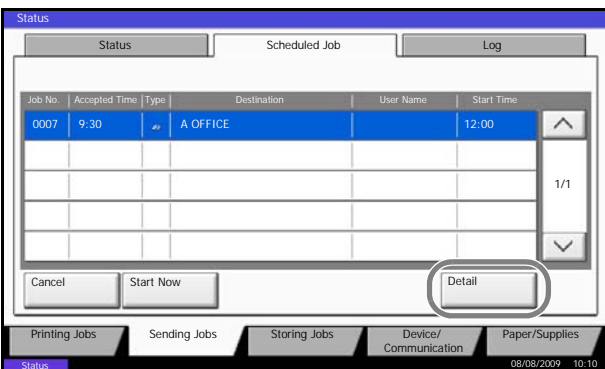 Status
Status Scheduled Job Log
Job No. Accepted Time Type Destination User Name Start Time
0007 9:30 A OFFICE 12:00
1/1
Cancel Start Now Detail
Printing Jobs Sending Jobs Storing Jobs Device/ Paper/Supplies
Communication
Status 08/08/2009 10:10